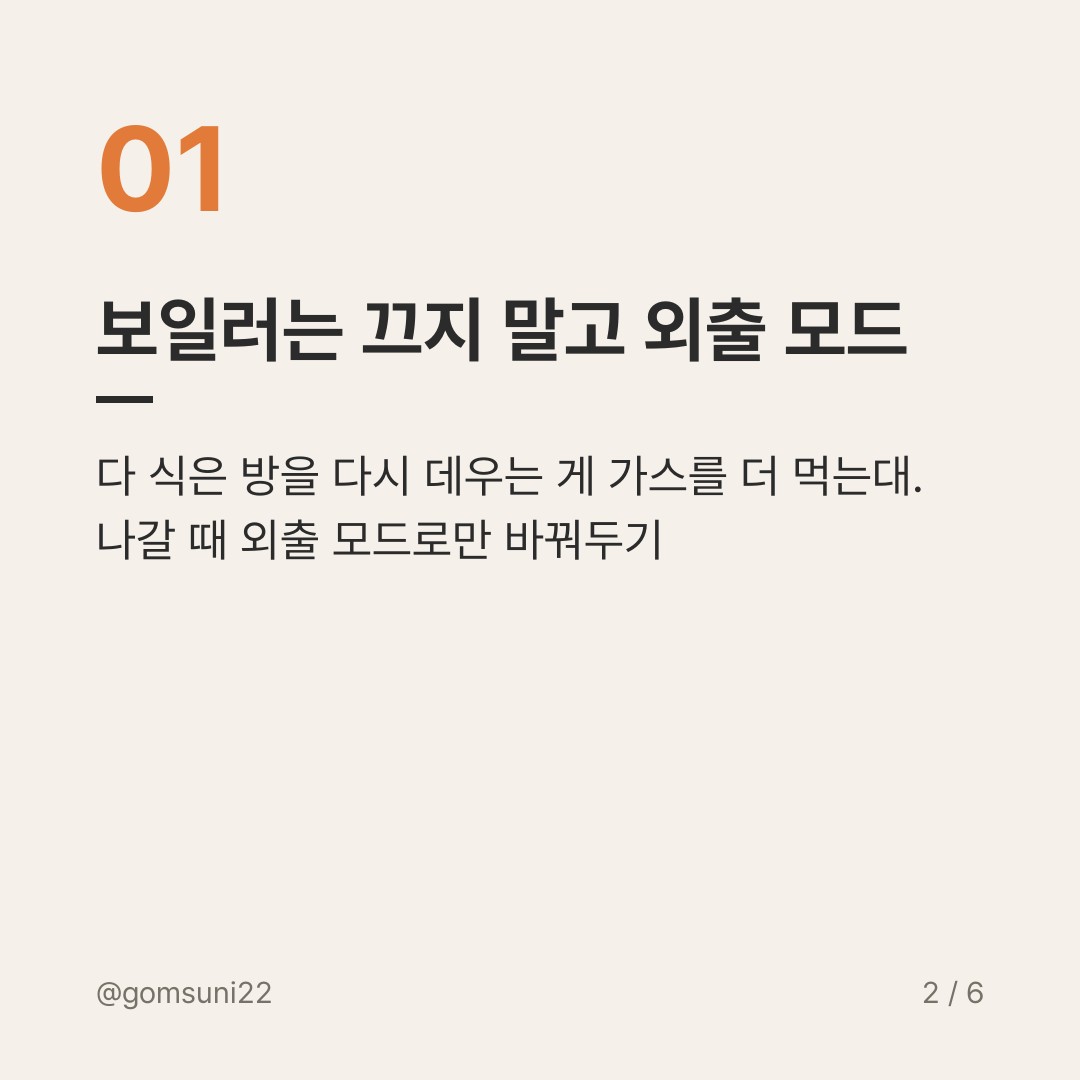 01
보일러는 끄지 말고 외출 모드
다 식은 방을 다시 데우는 게 가스를 더 먹는대.
나갈 때 외출 모드로만 바꿔두기
@gomsuni22
2 / 6